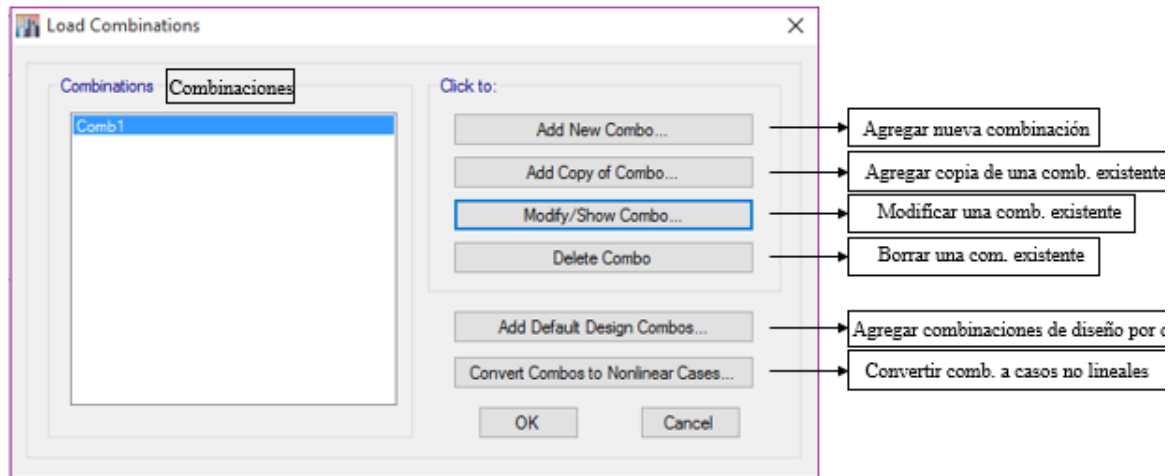 Load Combinations
Combinations
Combinaciones
Click to:
Comb1
Add New Combo...
Agregar nueva combinación
Add Copy of Combo...
Agregar copia de una comb. existente
Modify/Show Combo...
Modificar una comb. existente
Delete Combo
Borrar una com. existente
Add Default Design Combos...
Agregar combinaciones de diseño por
Convert Combos to Nonlinear Cases...
Convertir comb. a casos no lineales
OK
Cancel